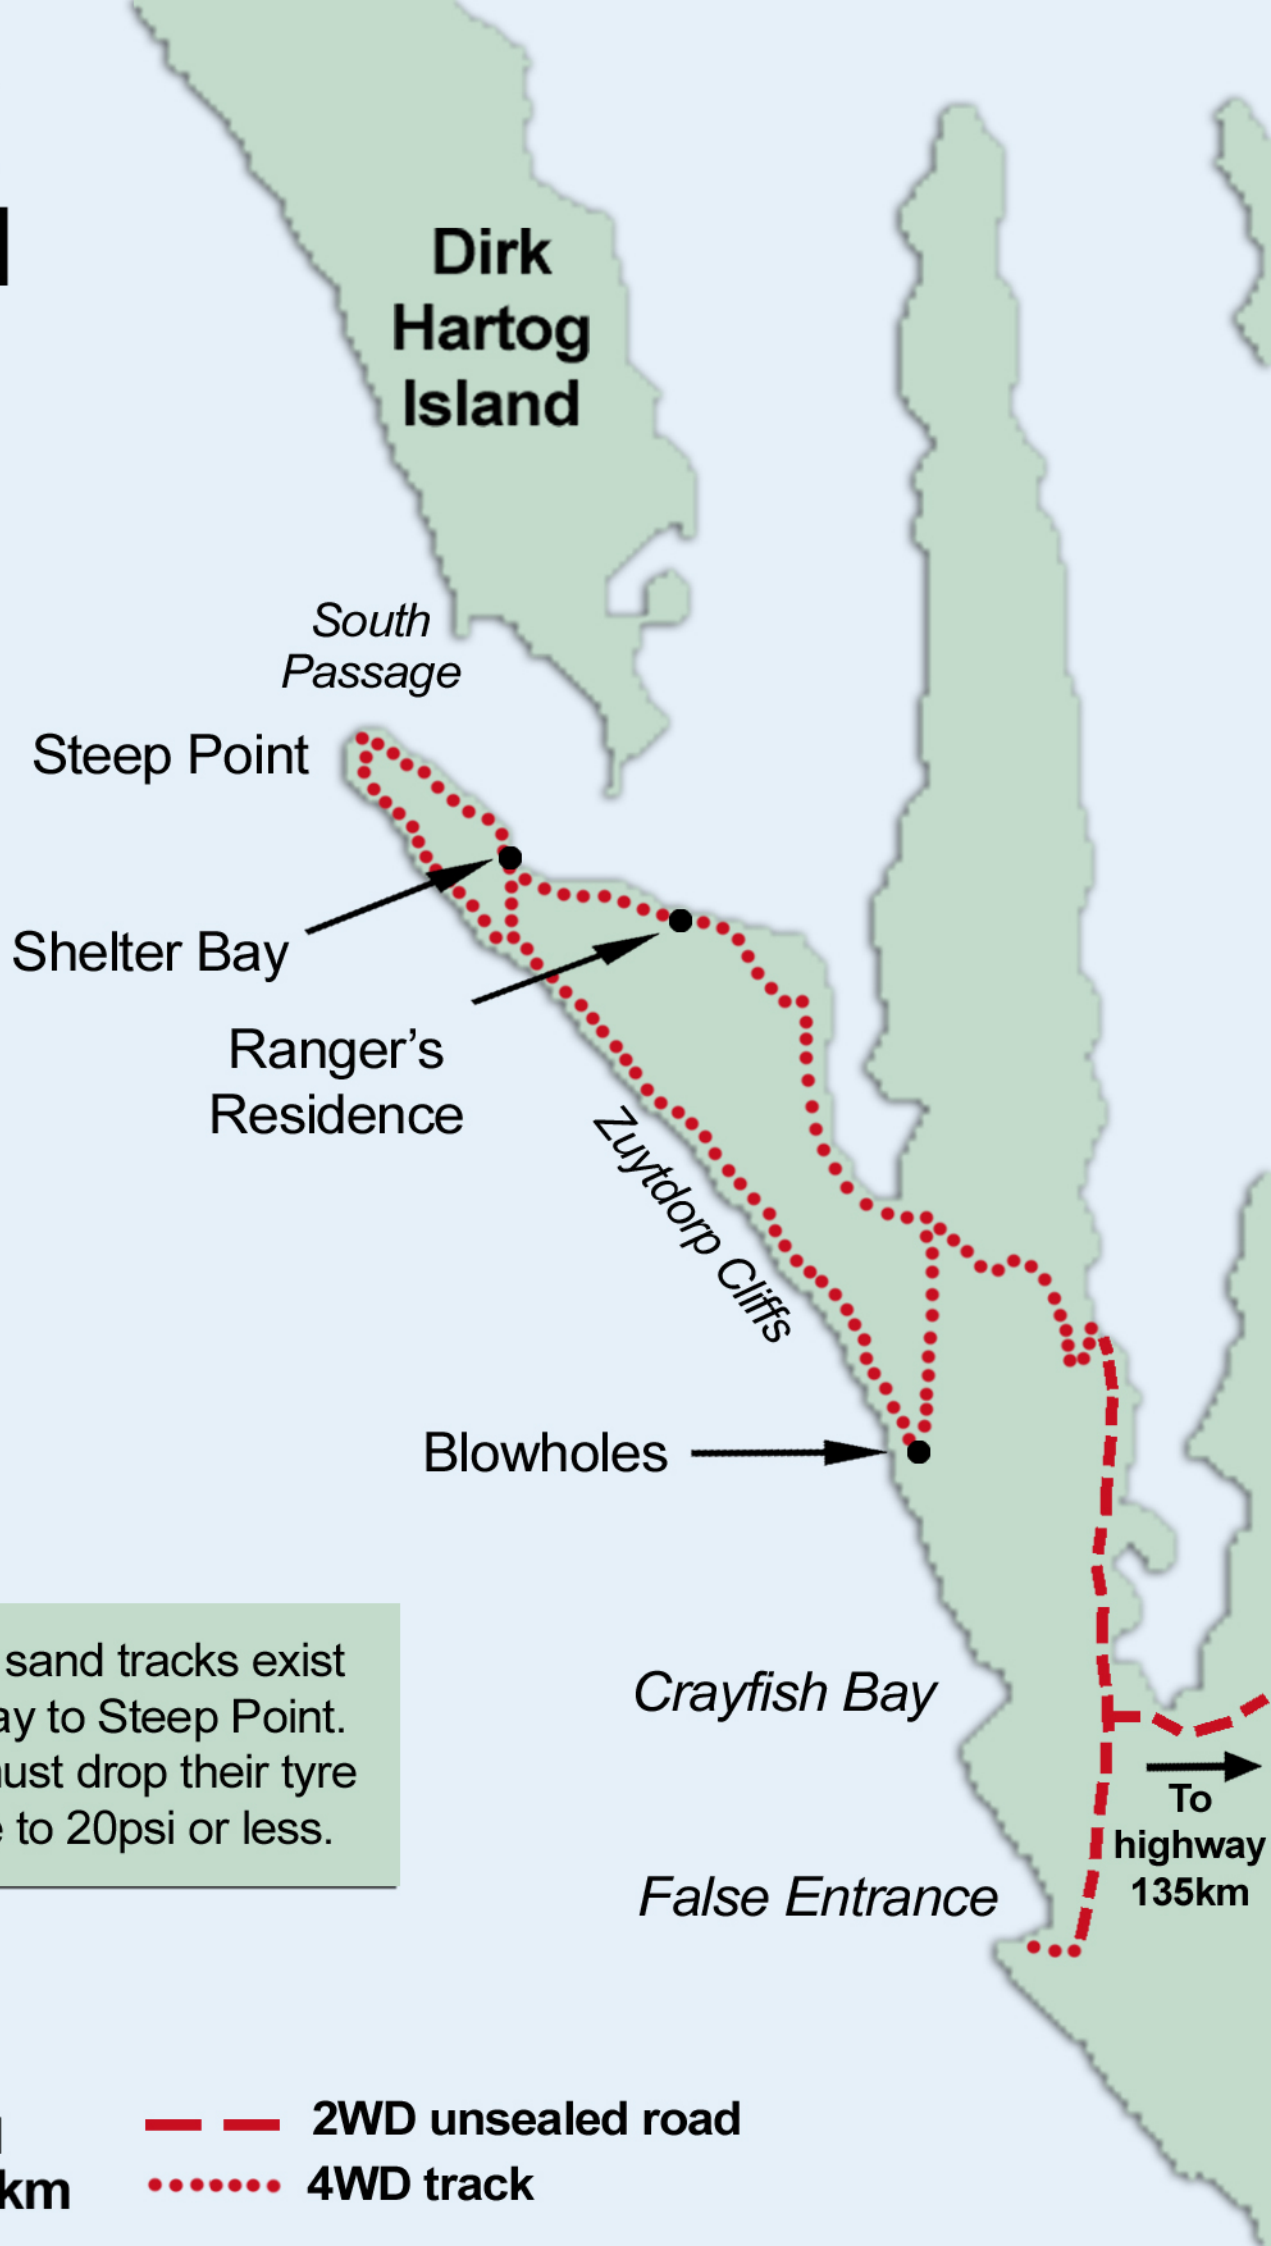 Dirk
Hartog
Island
South
Passage
Steep Point
Shelter Bay
Ranger’s
Residence
Zuytdorp Cliffs
Blowholes
sand tracks exist
to Steep Point.
drop their tyre
to 20psi or less.
Crayfish Bay
To
highway
135km
False Entrance
2WD unsealed road
km
4WD track